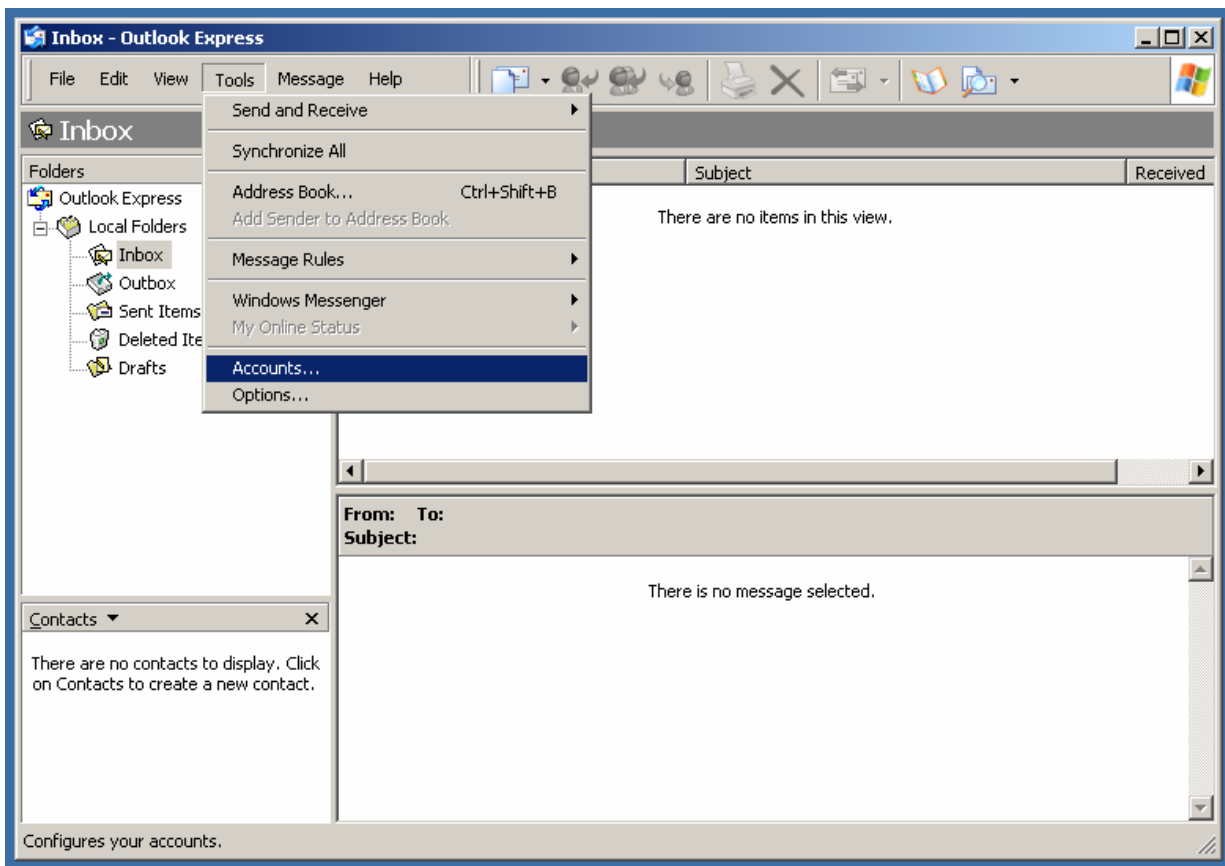 Inbox - Outlook Express
File Edit View Tools Message Help
Inbox
Send and Receive
Synchronize All
Address Book... Ctrl+Shift+B
Add Sender to Address Book
Message Rules
Windows Messenger
My Online Status
Accounts...
Options...
Folders
Outlook Express
Local Folders
Inbox
Outbox
Sent Items
Deleted Ite
Drafts
Subject Received
There are no items in this view.
From: To:
Subject:
There is no message selected.
Contacts
There are no contacts to display. Click
on Contacts to create a new contact.
Configures your accounts.